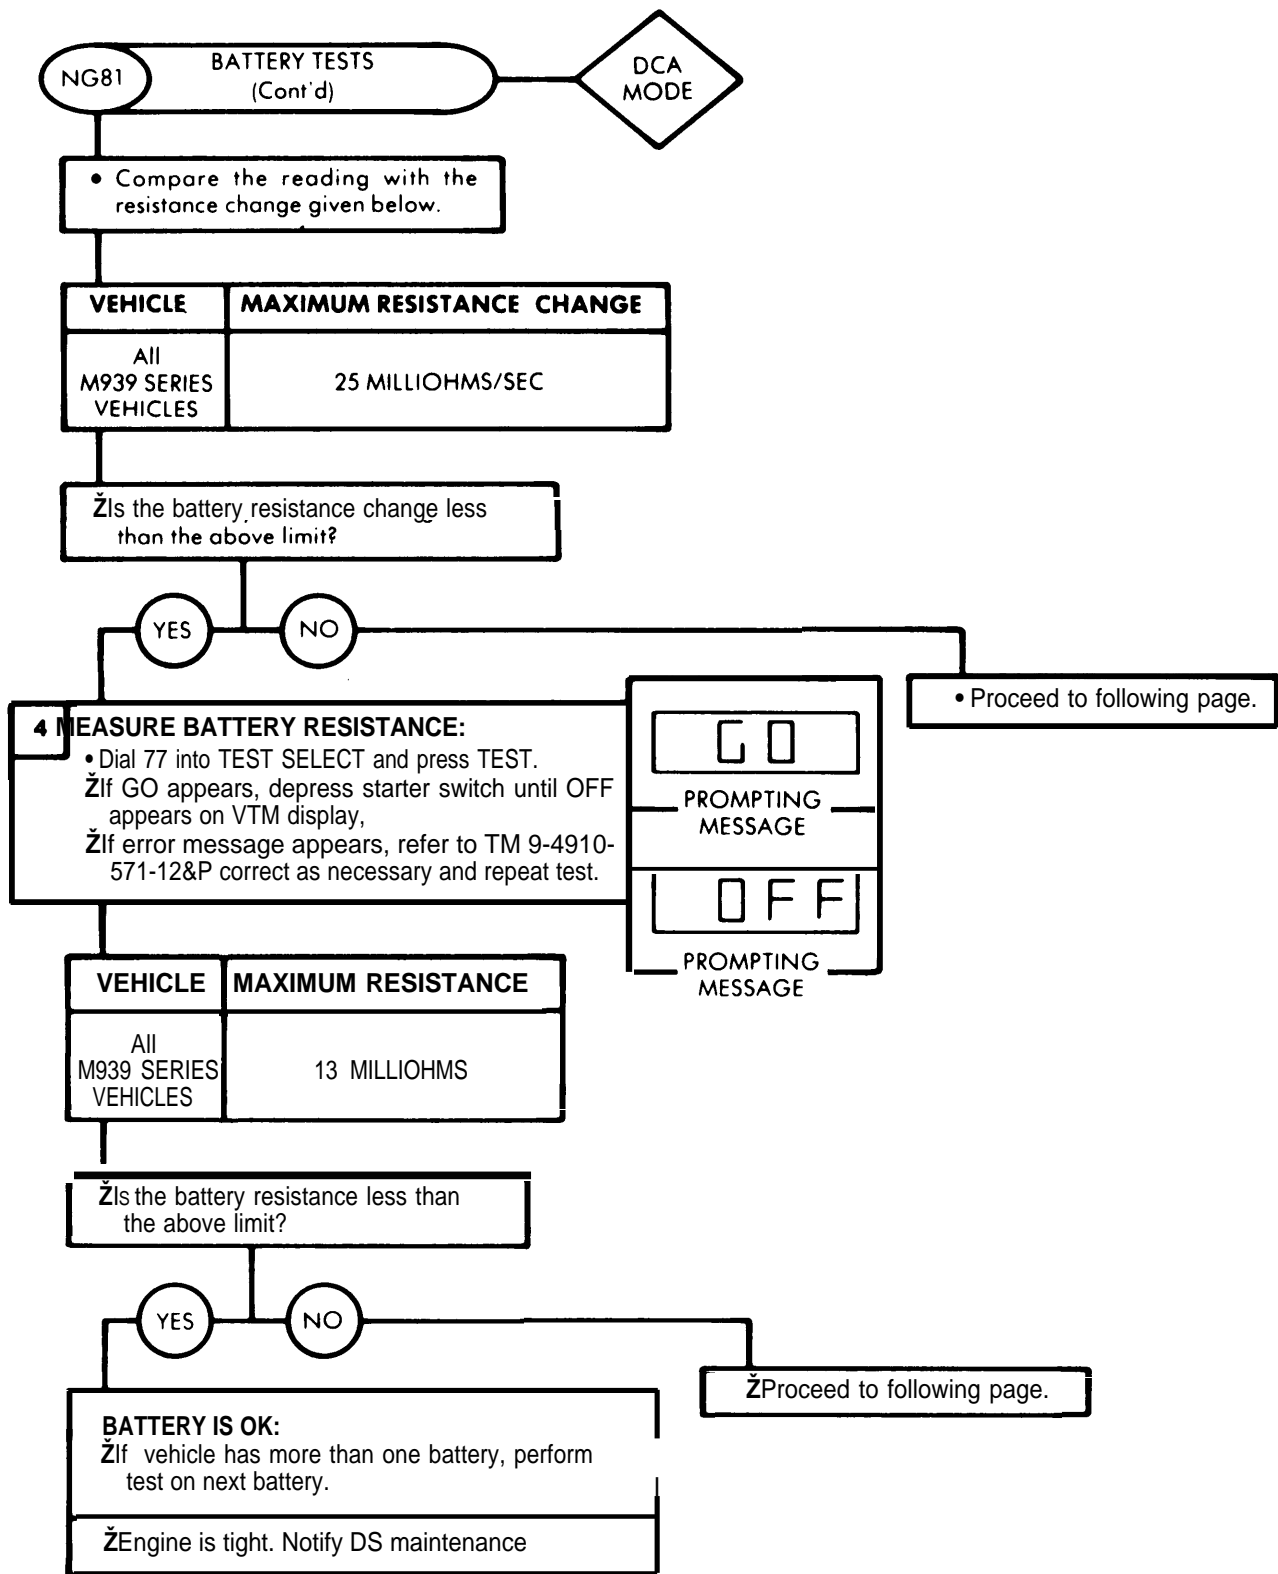 NG81
BATTERY TESTS
(Cont'd)
DCA
MODE
• Compare the reading with the
resistance change given below.
VEHICLE
MAXIMUM RESISTANCE CHANGE
All
M939 SERIES
VEHICLES
25 MILLIOHMS/SEC
ŽIs the battery resistance change less
than the above limit?
YES
NO
• Proceed to following page.
4 MEASURE BATTERY RESISTANCE:
• Dial 77 into TEST SELECT and press TEST.
ŽIf GO appears, depress starter switch until OFF
appears on VTM display,
ŽIf error message appears, refer to TM 9-4910-
571-12&P correct as necessary and repeat test.
GO
PROMPTING
MESSAGE
OFF
PROMPTING
MESSAGE
VEHICLE
MAXIMUM RESISTANCE
All
M939 SERIES
VEHICLES
13 MILLIOHMS
ŽIs the battery resistance less than
the above limit?
YES
NO
ŽProceed to following page.
BATTERY IS OK:
ŽIf vehicle has more than one battery, perform
test on next battery.
ŽEngine is tight. Notify DS maintenance